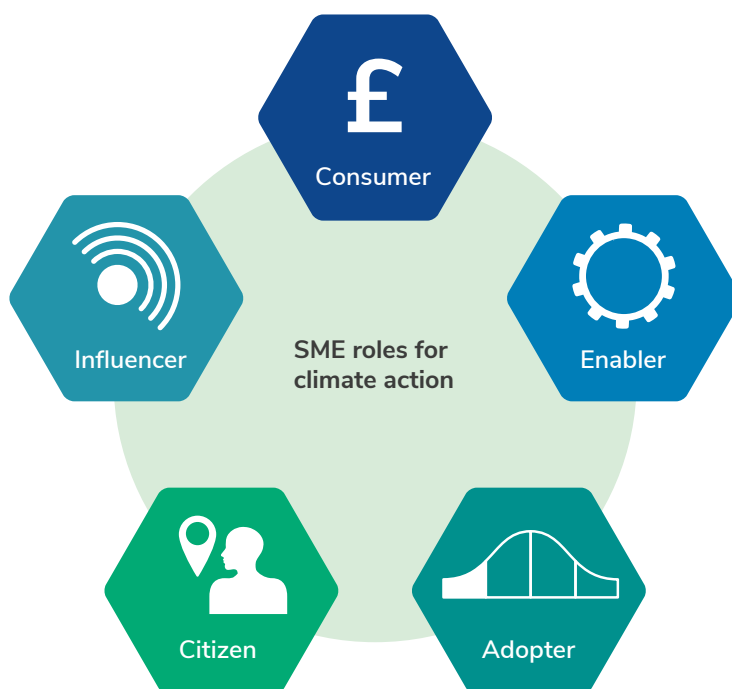 £
Consumer
Influencer
Enabler
SME roles for
climate action
Citizen
Adopter